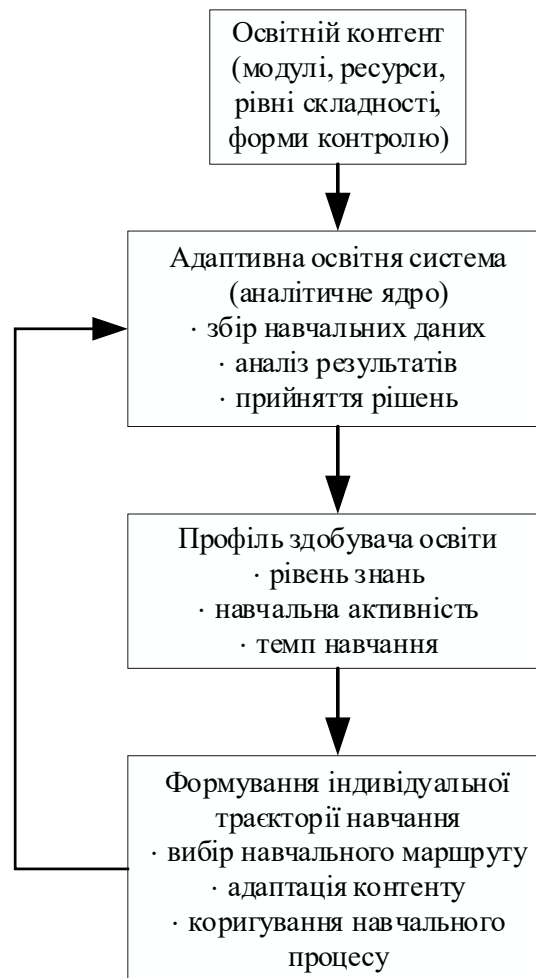 Освітній контент
(модулі, ресурси,
рівні складності,
форми контролю)
Адаптивна освітня система
(аналітичне ядро)
· збір навчальних даних
· аналіз результатів
· прийняття рішень
Профіль здобувача освіти
· рівень знань
· навчальна активність
· темп навчання
Формування індивідуальної
траєкторії навчання
· вибір навчального маршруту
· адаптація контенту
· коригування навчального
процесу